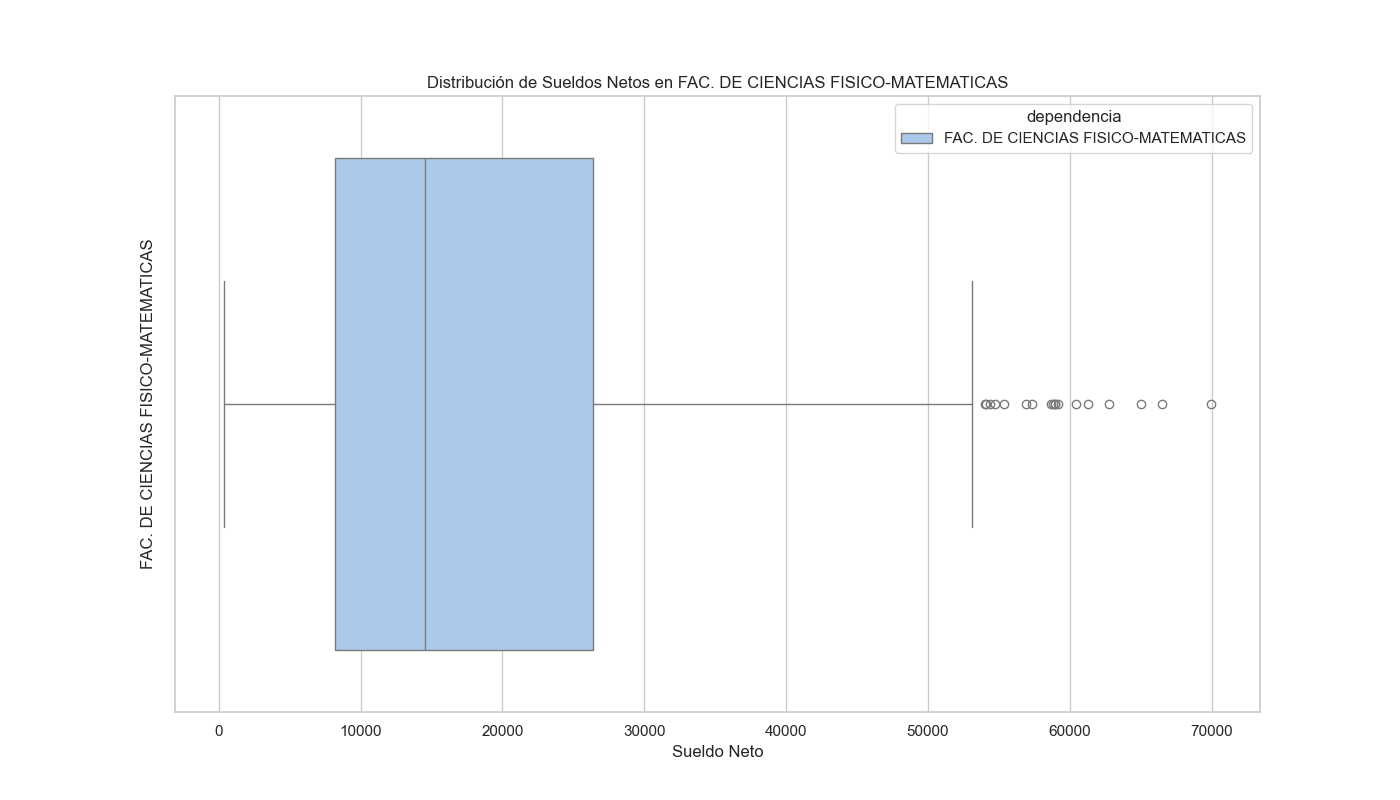 Distribución de Sueldos Netos en FAC. DE CIENCIAS FISICO-MATEMATICAS
dependencia
FAC. DE CIENCIAS FISICO-MATEMATICAS
FAC. DE CIENCIAS FISICO-MATEMATICAS
0
10000
20000
30000
40000
50000
60000
70000
Sueldo Neto